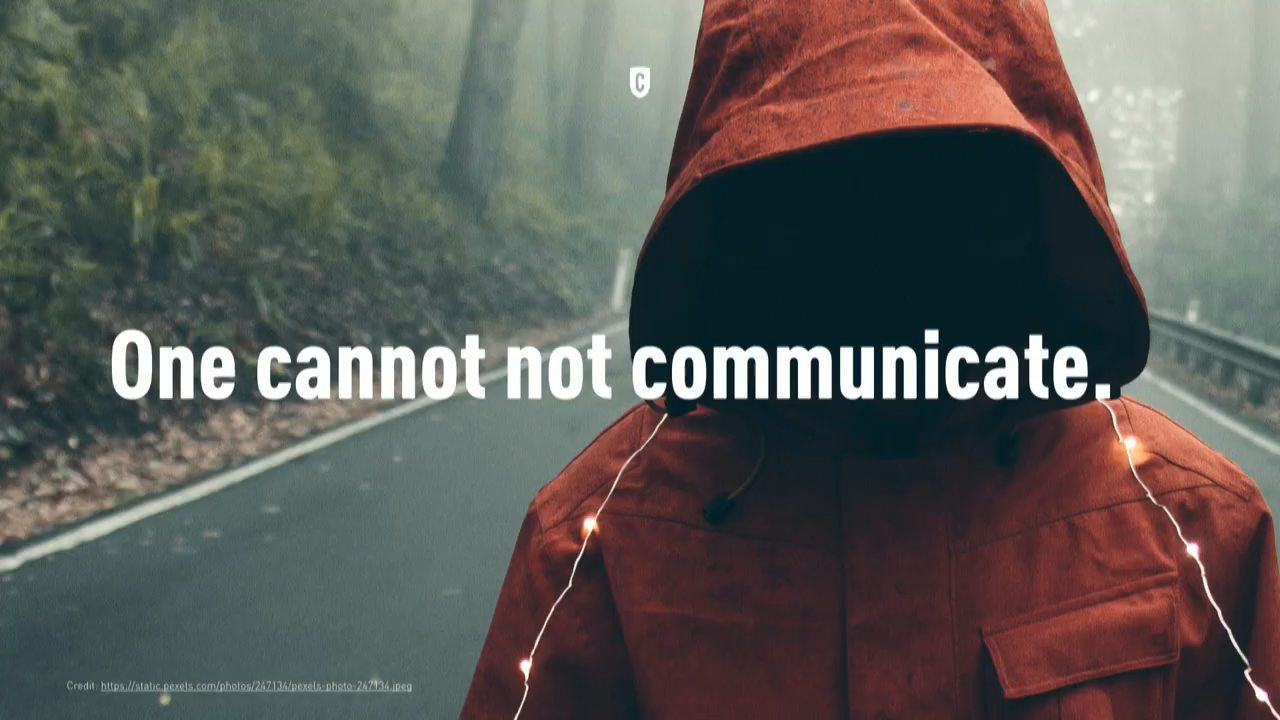 C
One cannot not communicate.
Credit: https://static.pexels.com/photos/247134/pexels-photo-247134.jpeg